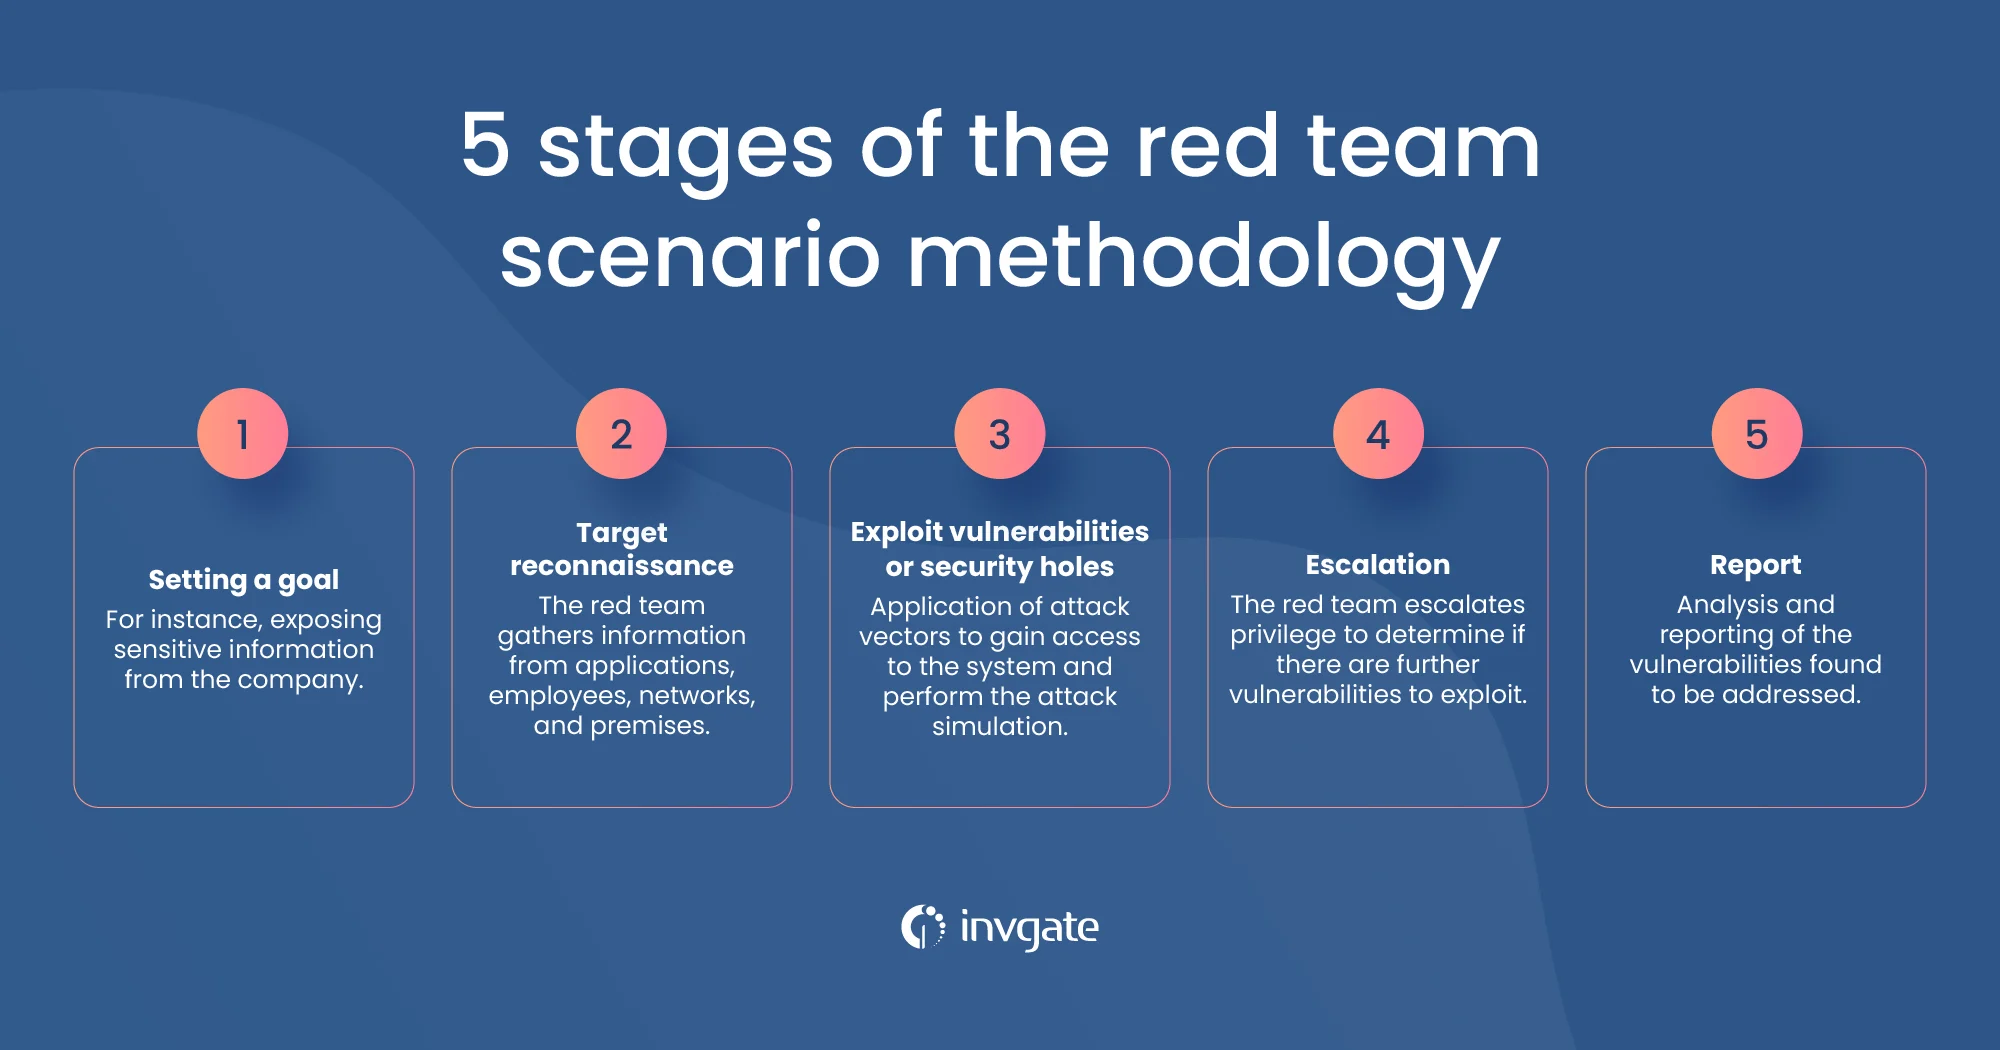 5 stages of the red team
scenario methodology
1
Setting a goal
For instance, exposing
sensitive information
from the company.
2
Target
reconnaissance
The red team
gathers information
from applications,
employees, networks,
and premises.
3
Exploit vulnerabilities
or security holes
Application of attack
vectors to gain access
to the system and
perform the attack
simulation.
4
Escalation
The red team escalates
privilege to determine if
there are further
vulnerabilities to exploit.
5
Report
Analysis and
reporting of the
vulnerabilities found
to be addressed.
invgate